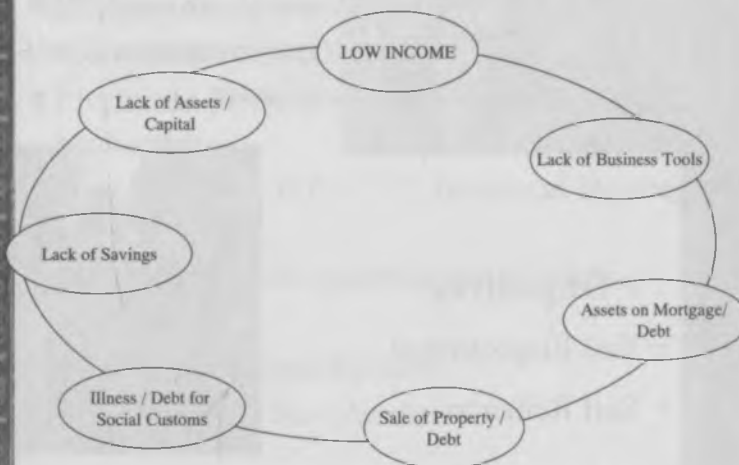 LOW INCOME
Lack of Business Tools
Assets on Mortgage/
Debt
Sale of Property /
Debt
Illness / Debt for
Social Customs
Lack of Savings
Lack of Assets /
Capital